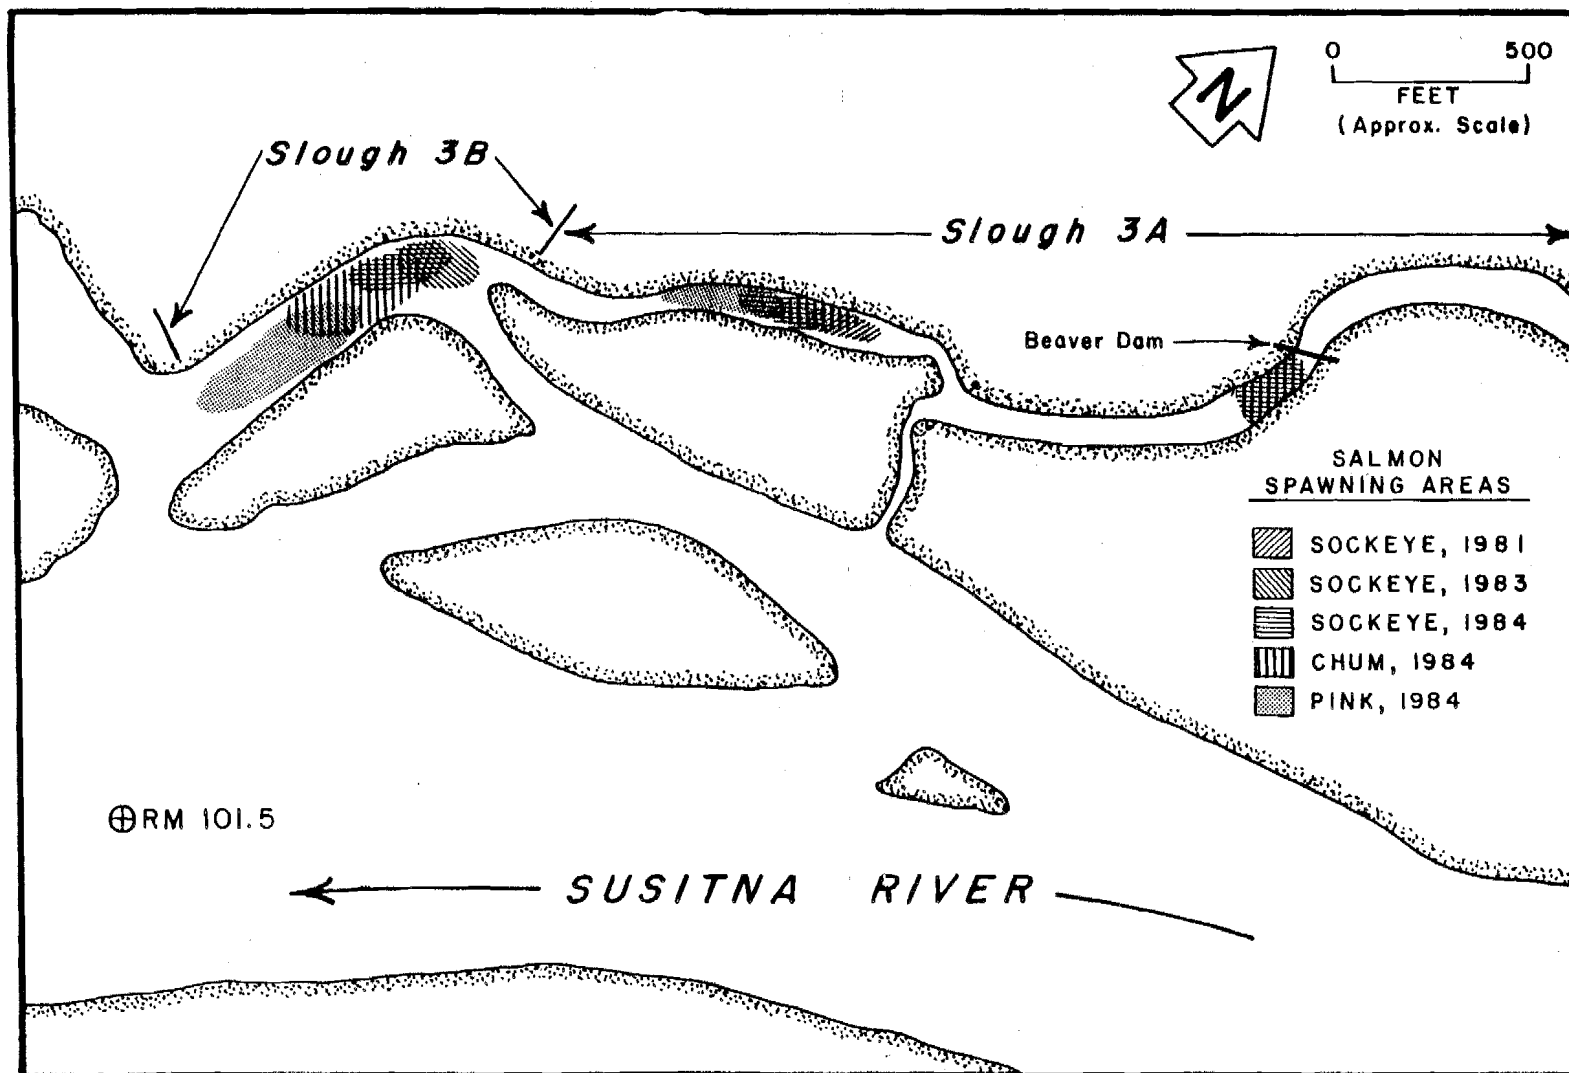 N
0 500
FEET
(Approx. Scale)
Slough 3B
Slough 3A
Beaver Dam
SALMON
SPAWNING AREAS
SOCKEYE, 1981
SOCKEYE, 1983
SOCKEYE, 1984
CHUM, 1984
PINK, 1984
RM 101.5
SUSITNA RIVER